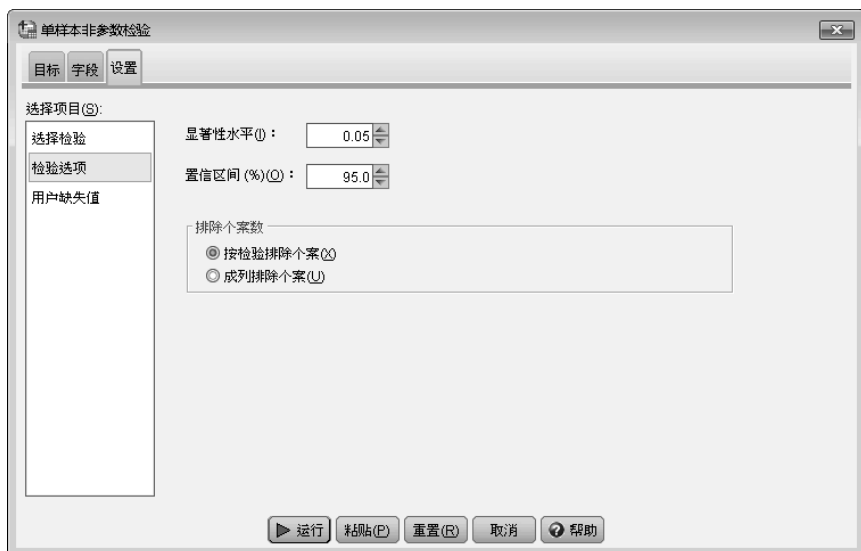 单样本非参数检验
目标 字段 设置
选择项目(S):
选择检验
检验选项
用户缺失值
显著性水平(I)： 0.05
置信区间 (%)(O)： 95.0
排除个案数
按检验排除个案(X)
成列排除个案(U)
运行 粘贴(P) 重置(R) 取消 帮助